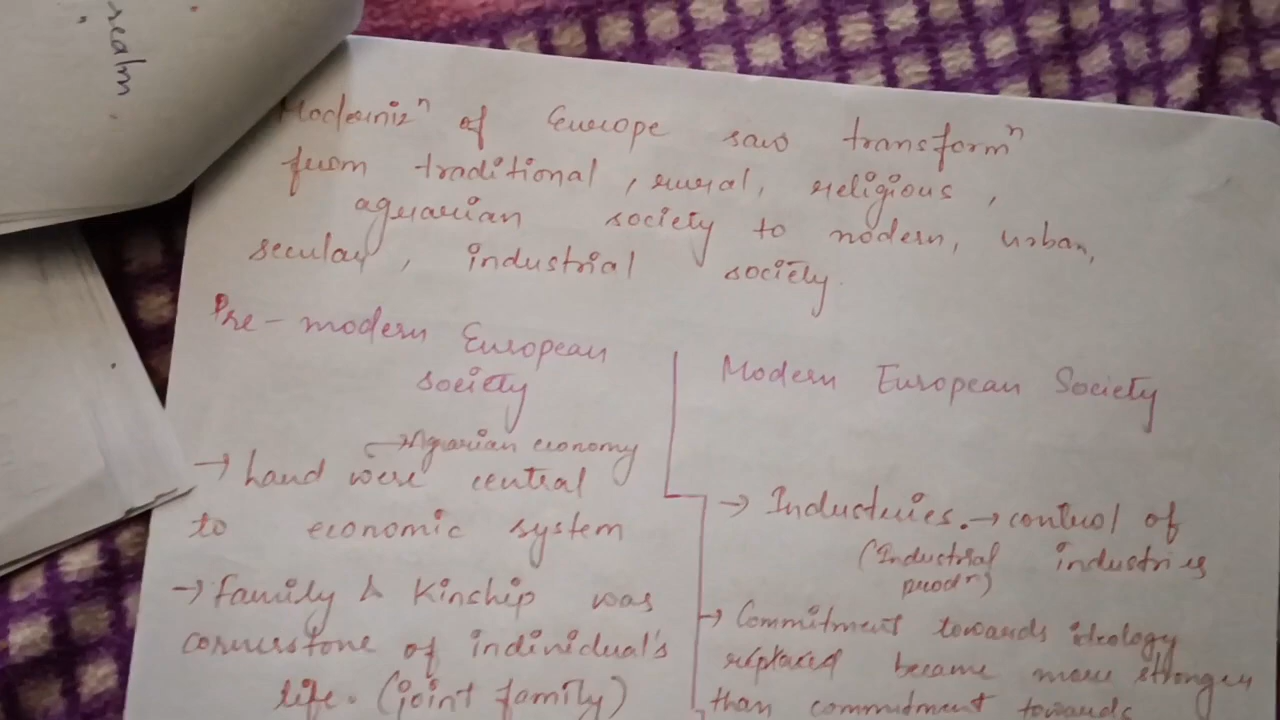 realm.
Modernizⁿ of Europe saw transformⁿ
from traditional, rural, religious,
agrarian society to modern, urban,
secular, industrial society.
Pre-modern European
society
→Agrarian economy
→ Land were central
to economic system
→ Family & Kinship was
cornerstone of individual's
life. (joint family)
Modern European Society
→ Industries. → control of
industries
(Industrial
prodⁿ)
→ Commitment towards ideology
replaced became more stronger
than commitment towards